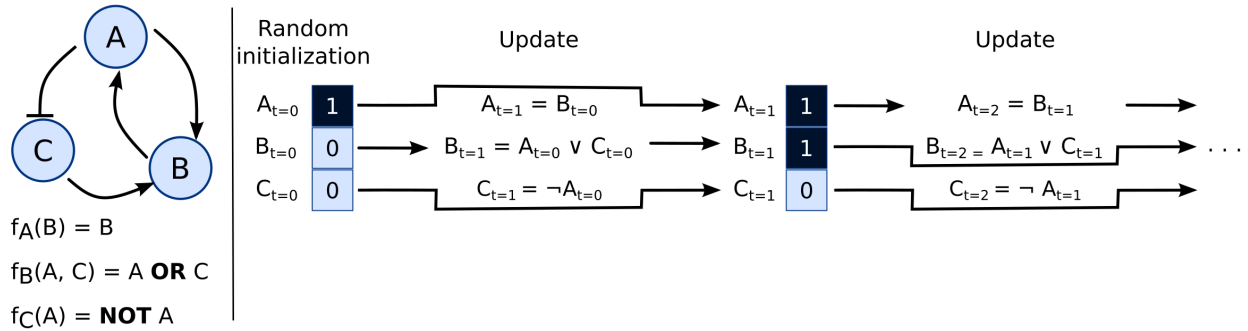 A
C
B
f_A(B) = B
f_B(A, C) = A OR C
f_C(A) = NOT A
Random
initialization
Update
Update
A_t=0 1 A_t=1 = B_t=0 A_t=1 1 A_t=2 = B_t=1
B_t=0 0 B_t=1 = A_t=0 ∨ C_t=0 B_t=1 1 B_t=2 = A_t=1 ∨ C_t=1 . . .
C_t=0 0 C_t=1 = ¬A_t=0 C_t=1 0 C_t=2 = ¬ A_t=1